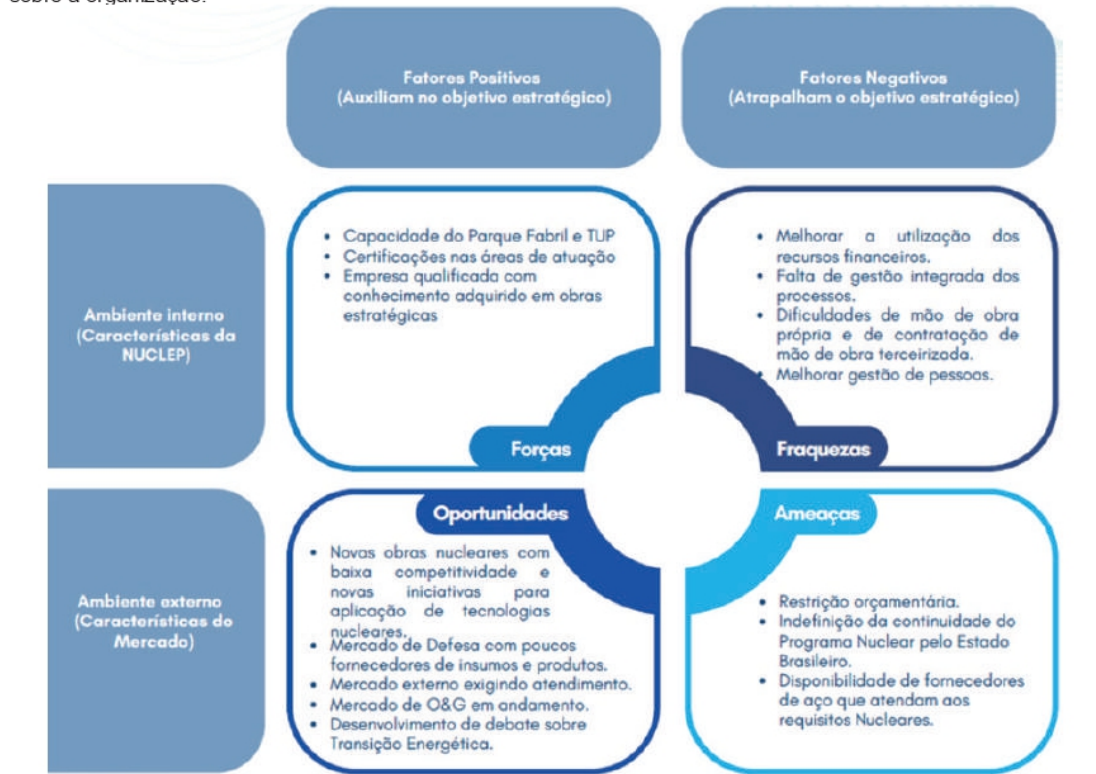 sobre a organização.
Fatores Positivos
(Auxiliam no objetivo estratégico)
Fatores Negativos
(Atrapalham o objetivo estratégico)
Ambiente interno
(Características da
NUCLEP)
• Capacidade do Parque Fabril e TUP
• Certificações nas áreas de atuação
• Empresa qualificada com
conhecimento adquirido em obras
estratégicas
Forças
• Melhorar a utilização dos
recursos financeiros.
• Falta de gestão integrada dos
processos.
• Dificuldades de mão de obra
própria e de contratação de
mão de obra terceirizada.
• Melhorar gestão de pessoas.
Fraquezas
Ambiente externo
(Características do
Mercado)
Oportunidades
• Novas obras nucleares com
baixa competitividade e
novas iniciativas para
aplicação de tecnologias
nucleares.
• Mercado de Defesa com poucos
fornecedores de insumos e produtos.
• Mercado externo exigindo atendimento.
• Mercado de O&G em andamento.
• Desenvolvimento de debate sobre
Transição Energética.
Ameaças
• Restrição orçamentária.
• Indefinição da continuidade do
Programa Nuclear pelo Estado
Brasileiro.
• Disponibilidade de fornecedores
de aço que atendam aos
requisitos Nucleares.